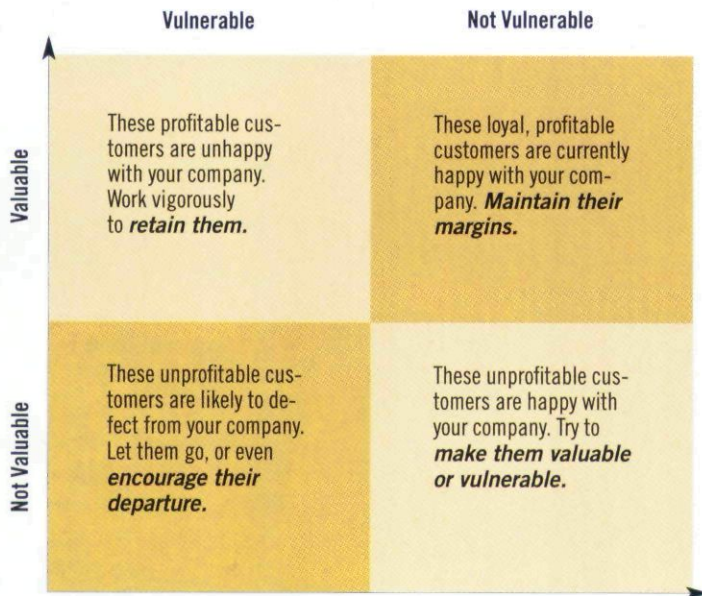 Vulnerable
Not Vulnerable
Valuable
These profitable cus-
tomers are unhappy
with your company.
Work vigorously
to retain them.
These loyal, profitable
customers are currently
happy with your com-
pany. Maintain their
margins.
Not Valuable
These unprofitable cus-
tomers are likely to de-
fect from your company.
Let them go, or even
encourage their
departure.
These unprofitable cus-
tomers are happy with
your company. Try to
make them valuable
or vulnerable.